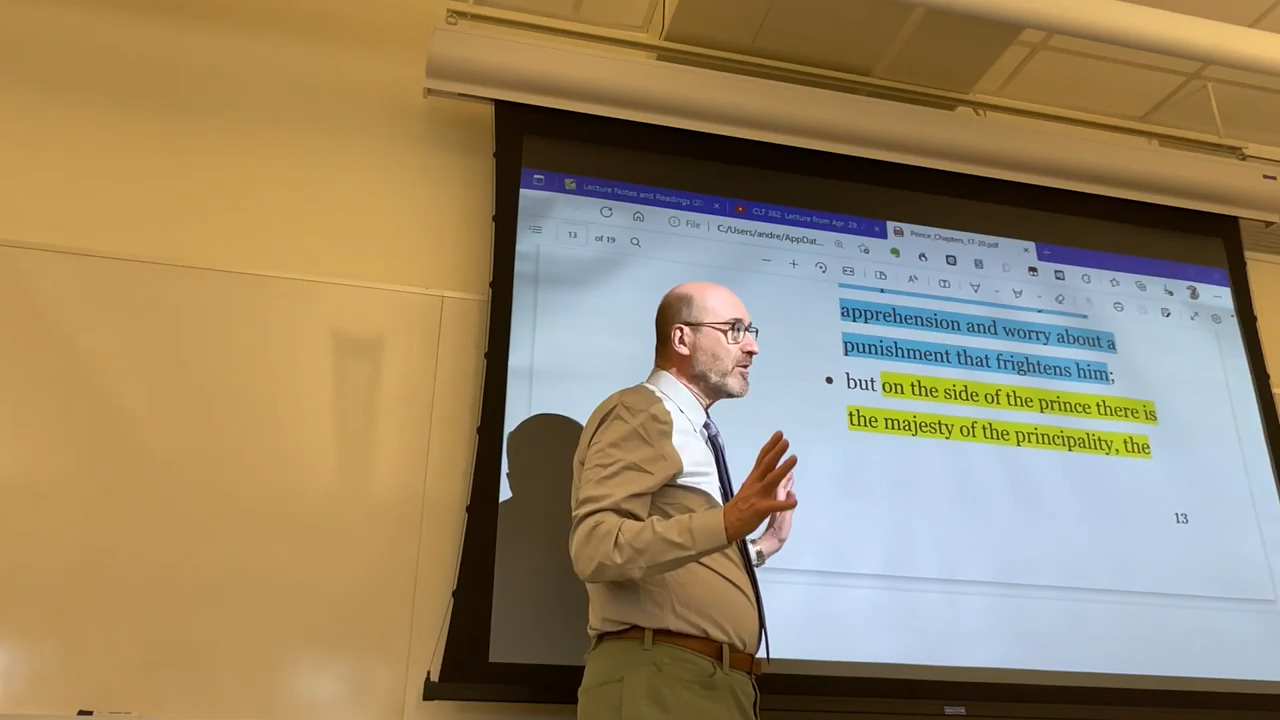 Lecture Notes and Readings (20
CLT 362 Lecture from Apr 29,
Prince_Chapters_17-20.pdf
File
C:/Users/andre/AppDat...
13 of 19
apprehension and worry about a
punishment that frightens him;
• but on the side of the prince there is
the majesty of the principality, the
13